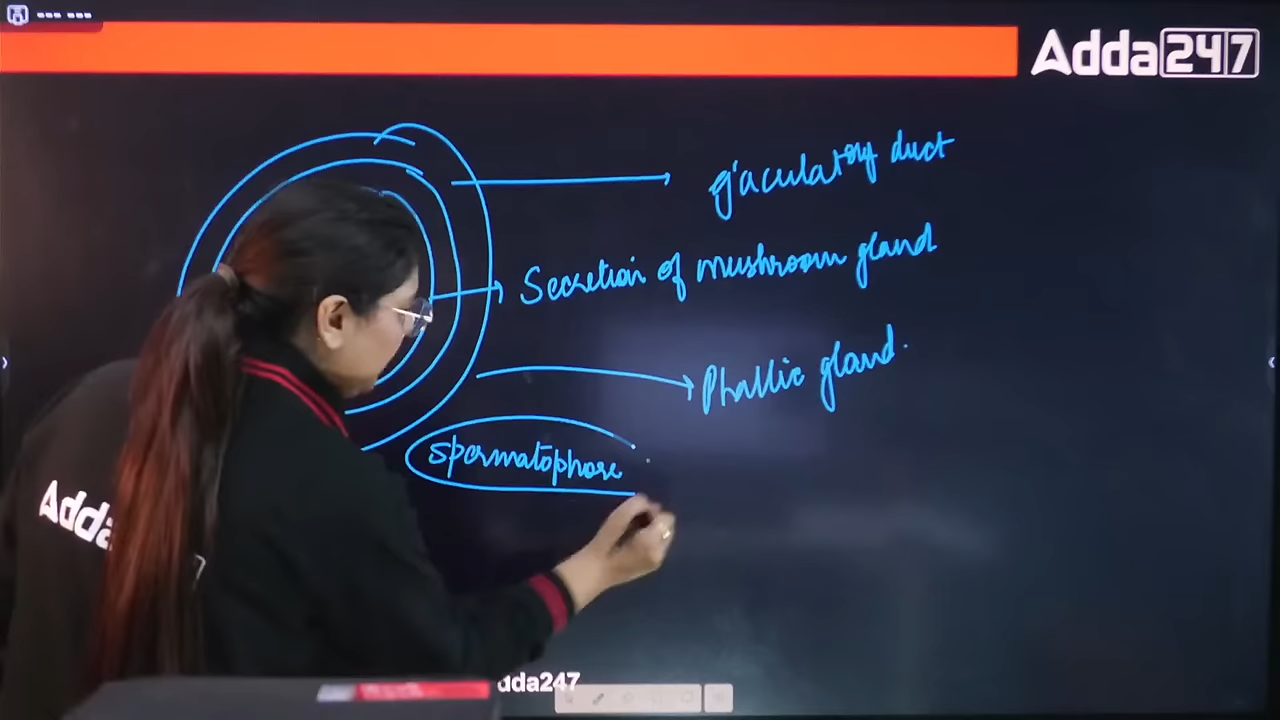 Adda247
ejaculatory duct
Secretion of mushroom gland
Phallic gland.
spermatophore
Adda
dda247